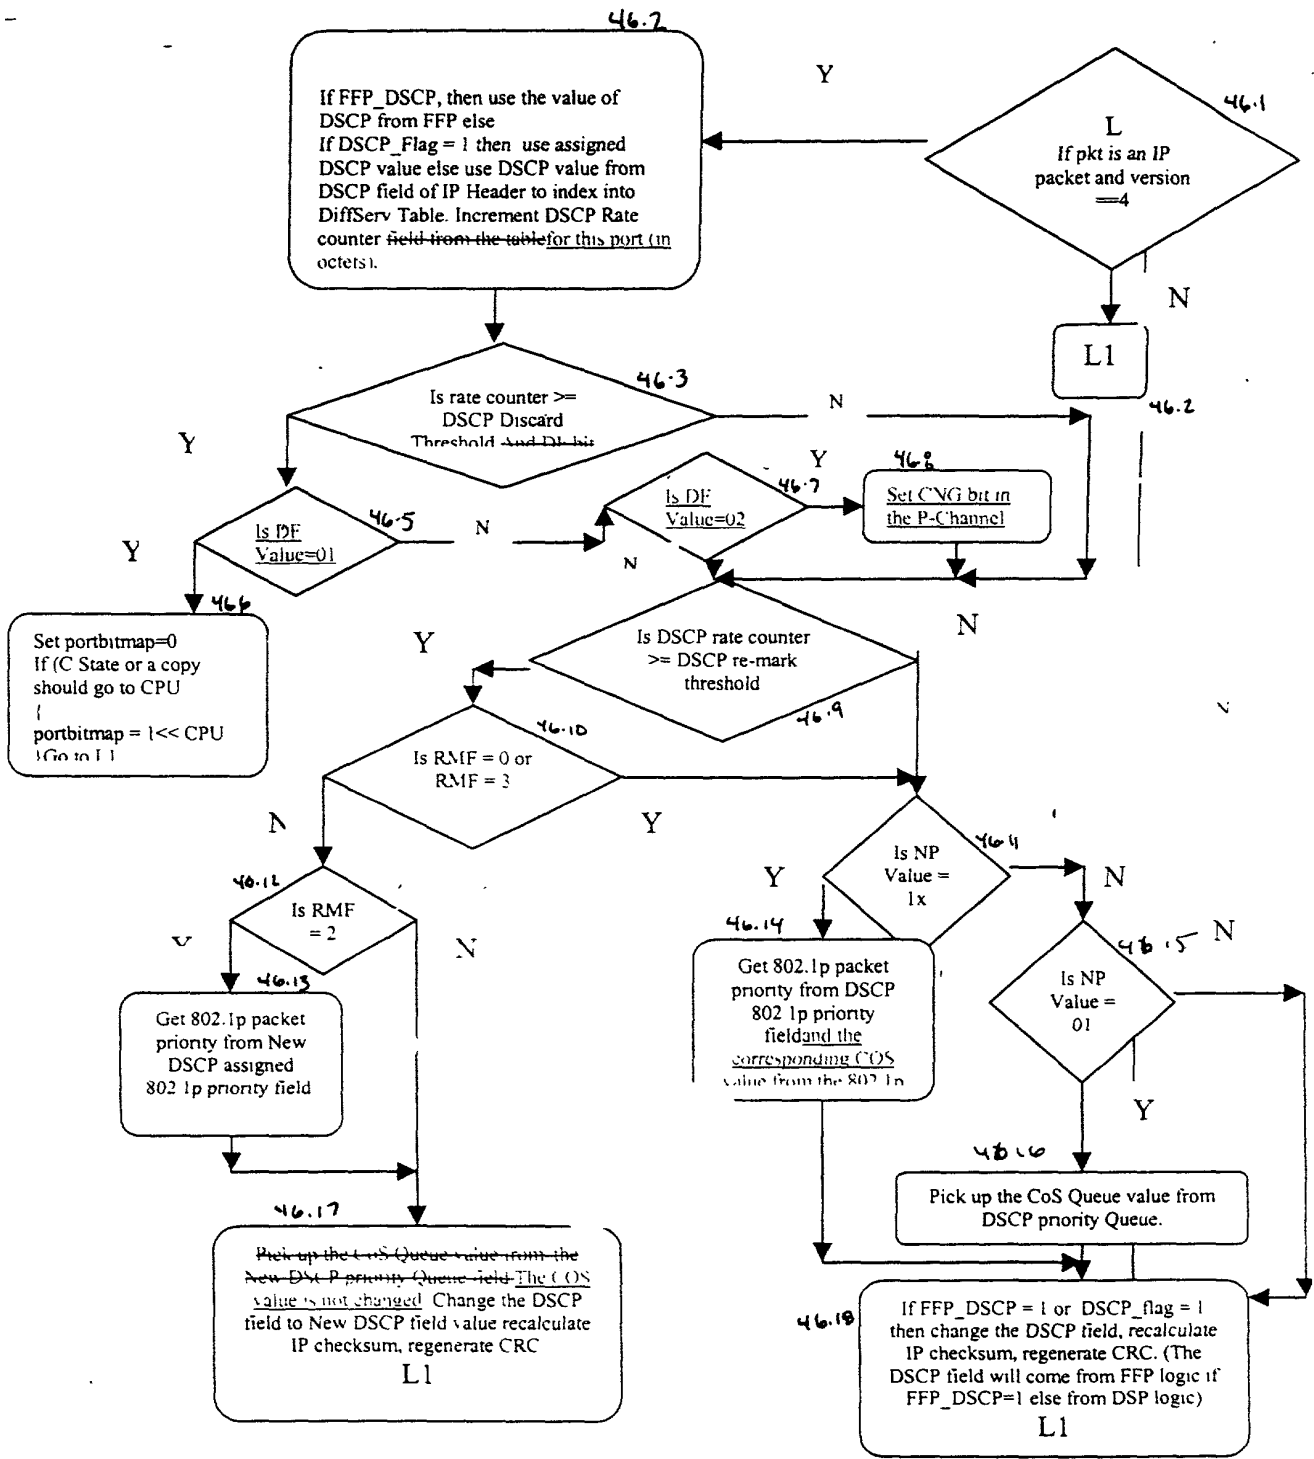 46.2
If FFP_DSCP, then use the value of
DSCP from FFP else
If DSCP_Flag = 1 then use assigned
DSCP value else use DSCP value from
DSCP field of IP Header to index into
DiffServ Table. Increment DSCP Rate
counter field from the table for this port (in
octets).
Y
46.1
L
If pkt is an IP
packet and version
==4
N
L1
46.2
46.3
Is rate counter >=
DSCP Discard
Threshold And DF bit
N
Y
46.5
Is DF
Value=01
N
Y
46.7
Is DF
Value=02
Y
N
46.8
Set CNG bit in
the P-Channel
N
466
Set portbitmap=0
If (C State or a copy
should go to CPU
{
portbitmap = 1<< CPU
}Go to L1
Y
Is DSCP rate counter
>= DSCP re-mark
threshold
46.9
46.10
Is RMF = 0 or
RMF = 3
N
Y
46.11
Is NP
Value =
1x
Y
N
46.12
Is RMF
= 2
Y
N
46.13
Get 802.1p packet
priority from New
DSCP assigned
802 1p priority field
46.14
Get 802.1p packet
priority from DSCP
802 1p priority
fieldand the
corresponding COS
value from the 802 1p
46.15
N
Is NP
Value =
01
Y
46.16
Pick up the CoS Queue value from
DSCP priority Queue.
46.17
Pick up the CoS Queue value from the
New DSCP priority Queue field The COS
value is not changed Change the DSCP
field to New DSCP field value recalculate
IP checksum, regenerate CRC
L1
46.18
If FFP_DSCP = 1 or DSCP_flag = 1
then change the DSCP field, recalculate
IP checksum, regenerate CRC. (The
DSCP field will come from FFP logic if
FFP_DSCP=1 else from DSP logic)
L1